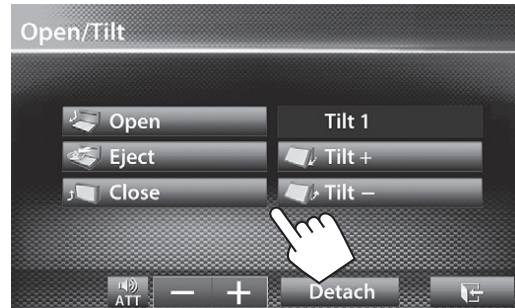 Open/Tilt
Open
Tilt 1
Eject
Tilt +
Close
Tilt −
ATT
− +
Detach